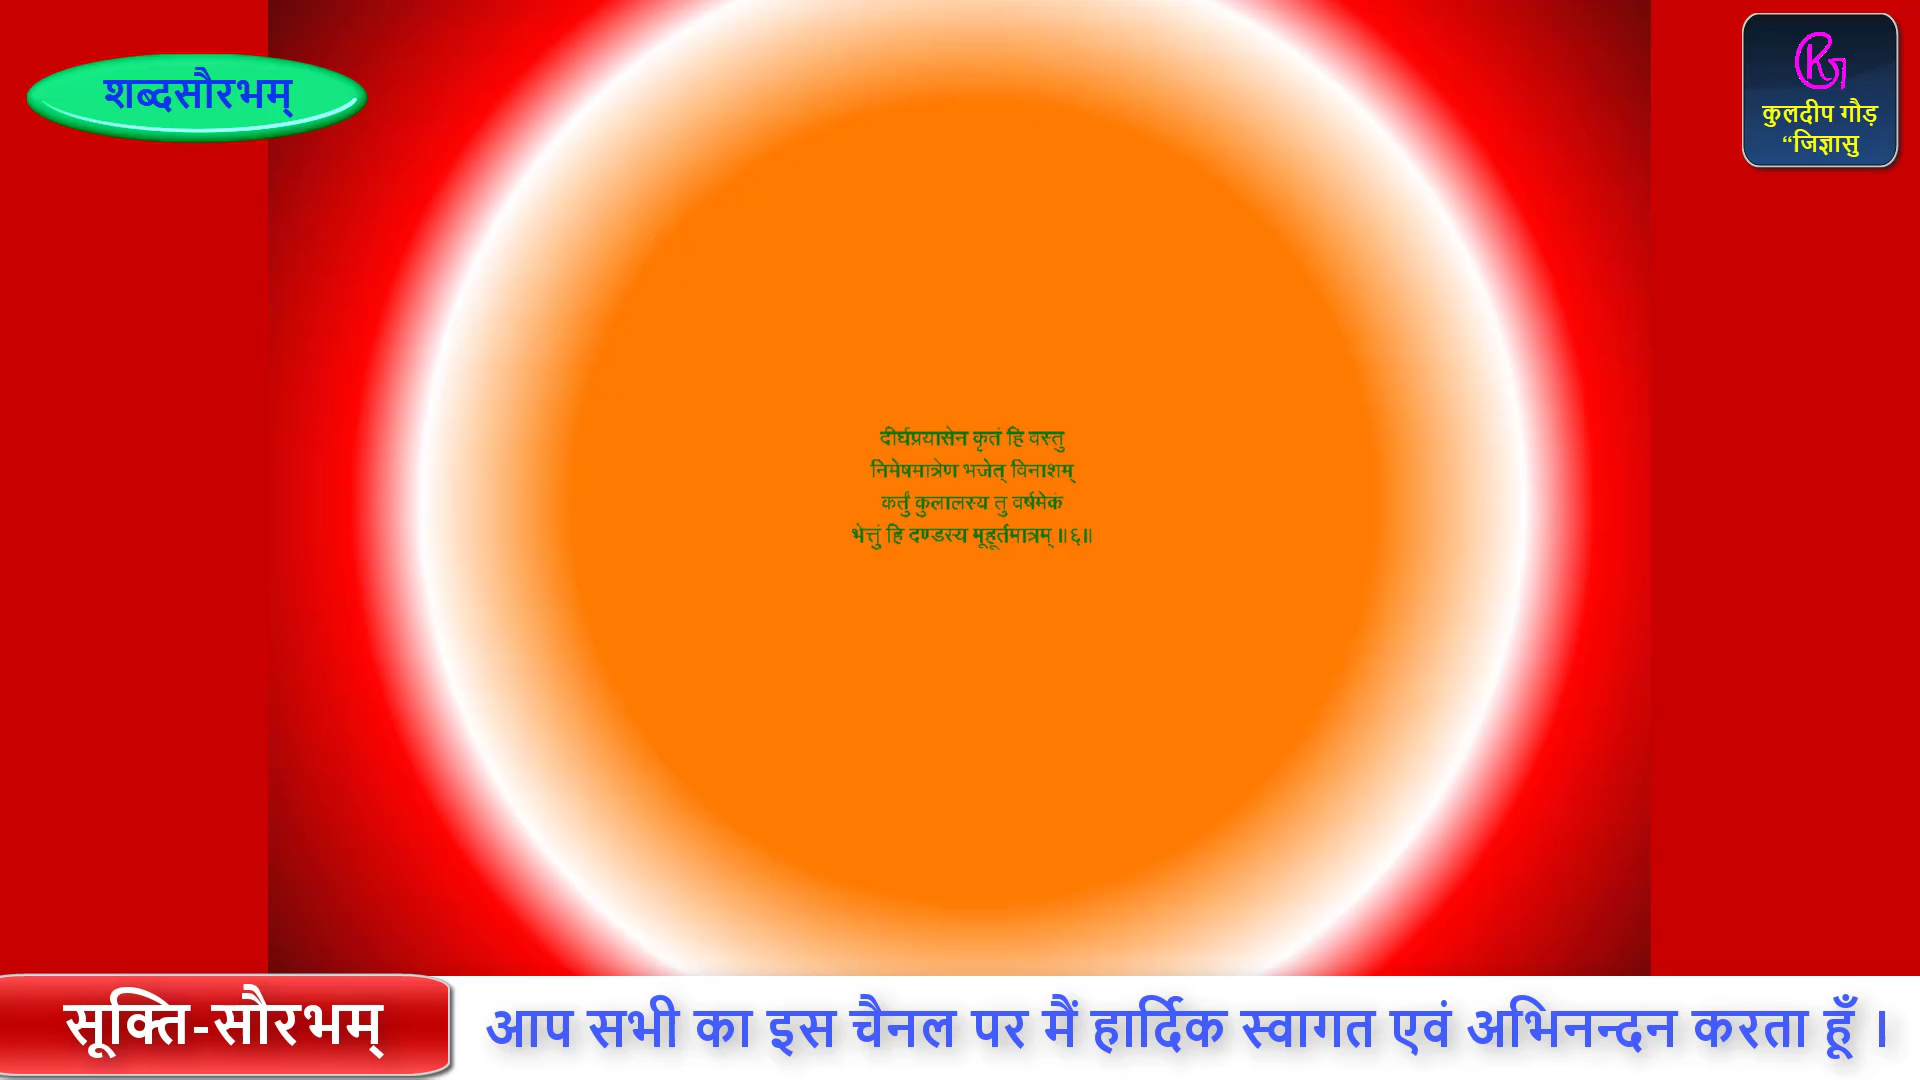 शब्दसौरभम्
कुलदीप गौड़
“जिज्ञासु
दीर्घप्रयासेन कृतं हि वस्तु
निमेषमात्रेण भजेत् विनाशम्
कर्तुं कुलालस्य तु वर्षमेकं
भेत्तुं हि दण्डस्य मूहूर्तमात्रम् ॥६॥
सूक्ति-सौरभम्
आप सभी का इस चैनल पर मैं हार्दिक स्वागत एवं अभिनन्दन करता हूँ ।